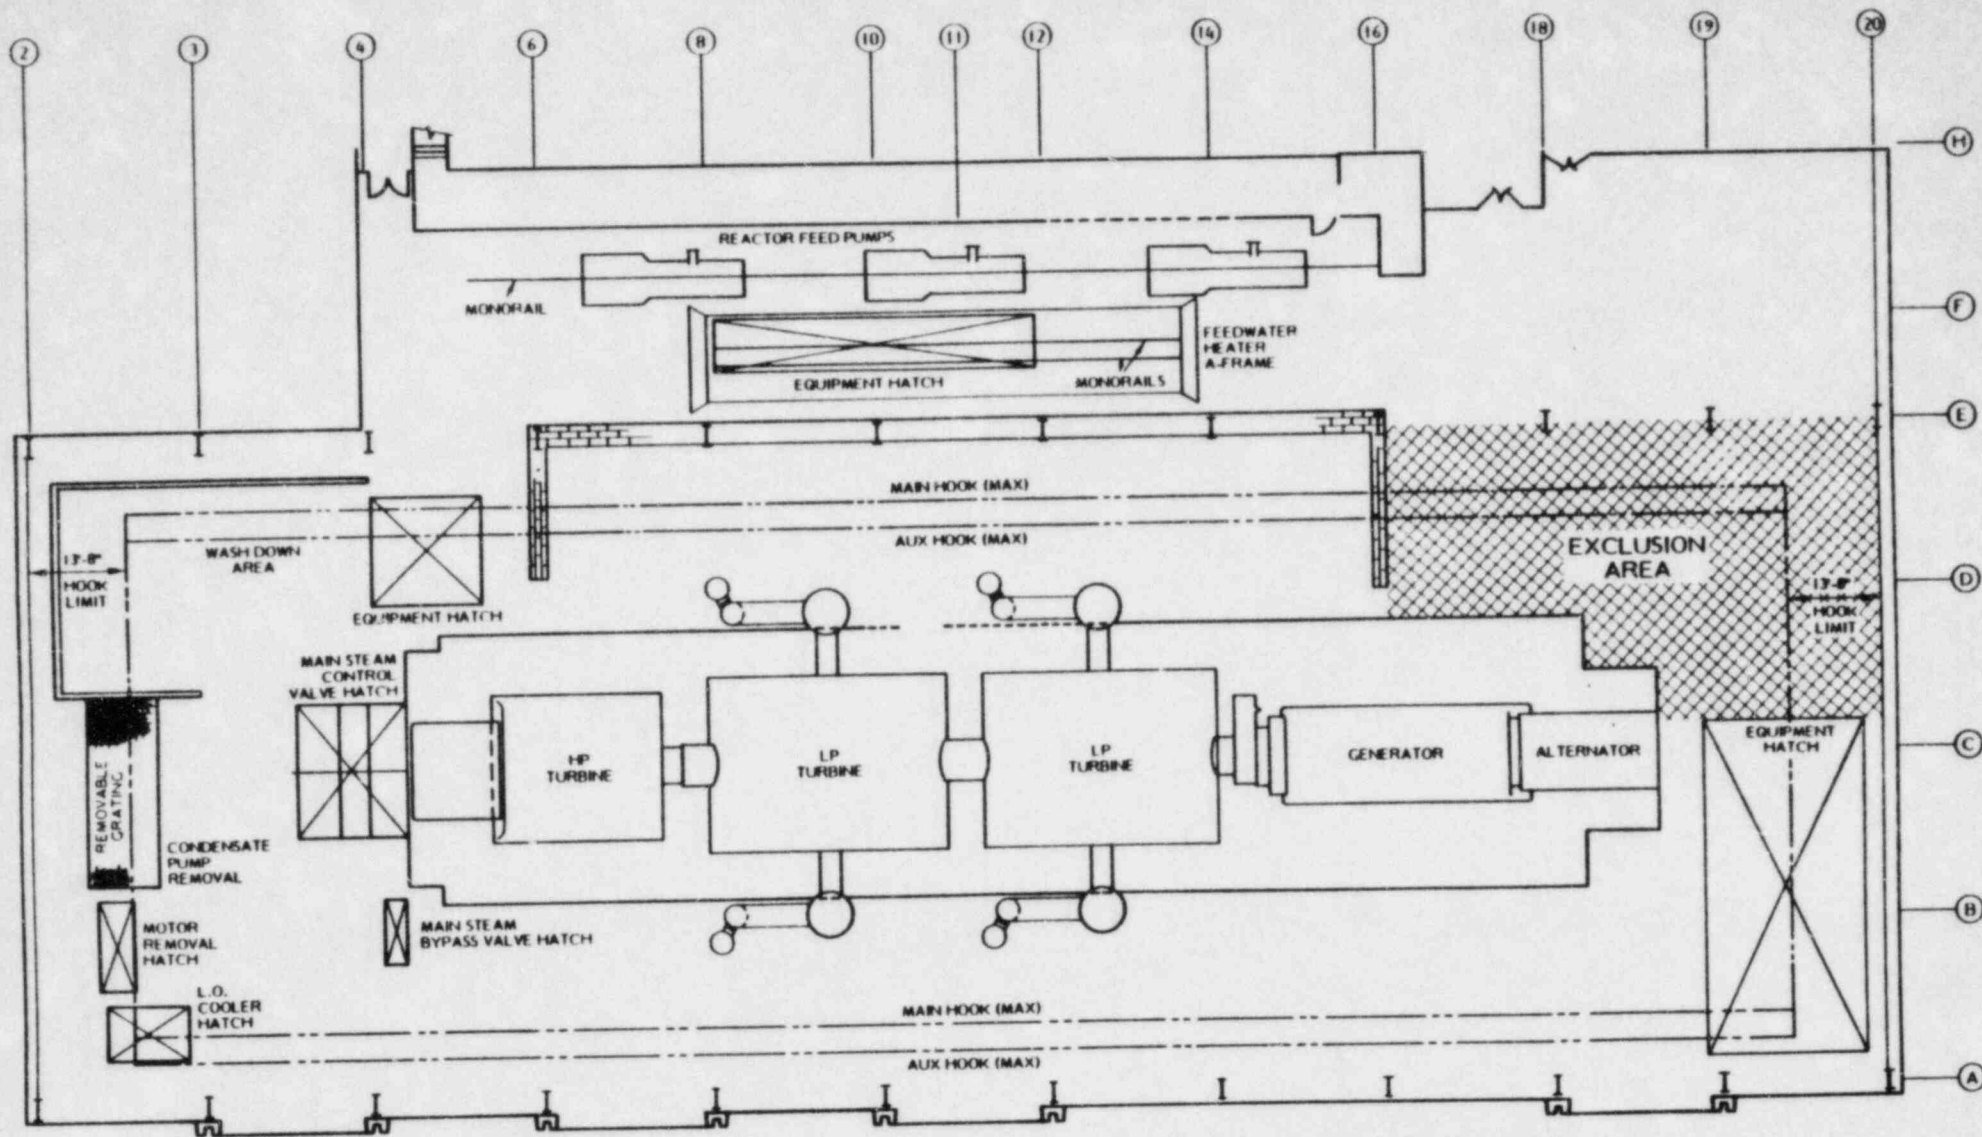 2
3
4
6
8
10
11
12
14
16
18
19
20
H
REACTOR FEED PUMPS
MONORAIL
F
FEEDWATER
HEATER
A-FRAME
EQUIPMENT HATCH
MONORAILS
E
MAIN HOOK (MAX)
AUX HOOK (MAX)
WASH DOWN
AREA
13'-8"
HOOK
LIMIT
EXCLUSION
AREA
D
13'-8"
HOOK
LIMIT
EQUIPMENT HATCH
MAIN STEAM
CONTROL
VALVE HATCH
HP
TURBINE
LP
TURBINE
LP
TURBINE
GENERATOR
ALTERNATOR
EQUIPMENT
HATCH
C
REMOVABLE
GRATING
CONDENSATE
PUMP
REMOVAL
B
MOTOR
REMOVAL
HATCH
MAIN STEAM
BYPASS VALVE HATCH
L.O.
COOLER
HATCH
MAIN HOOK (MAX)
AUX HOOK (MAX)
A